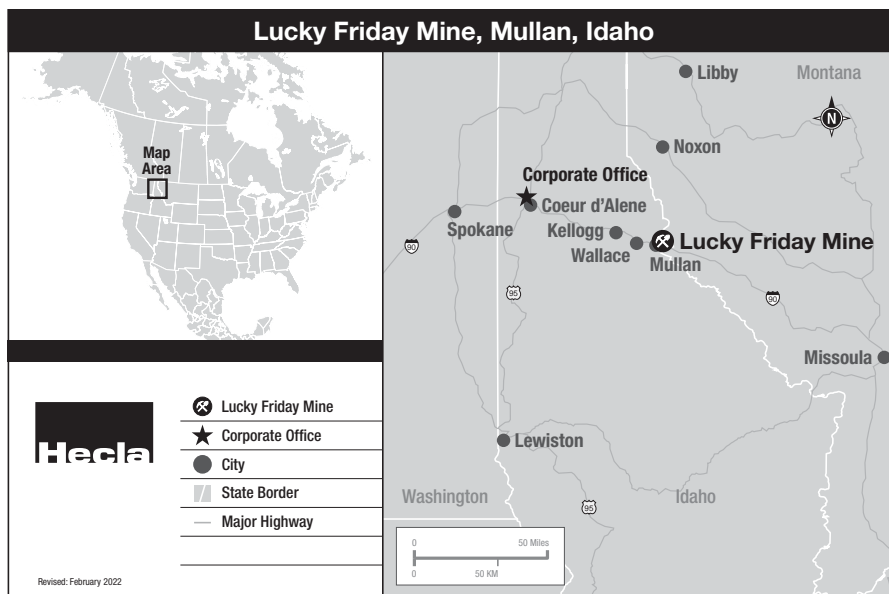 Lucky Friday Mine, Mullan, Idaho
Map
Area
Libby
Montana
N
Noxon
Corporate Office
Coeur d'Alene
Spokane
Kellogg
Lucky Friday Mine
Wallace
Mullan
90
95
90
Missoula
Lewiston
Washington
Idaho
95
0 50 Miles
0 50 KM
Hecla
Lucky Friday Mine
Corporate Office
City
State Border
Major Highway
Revised: February 2022